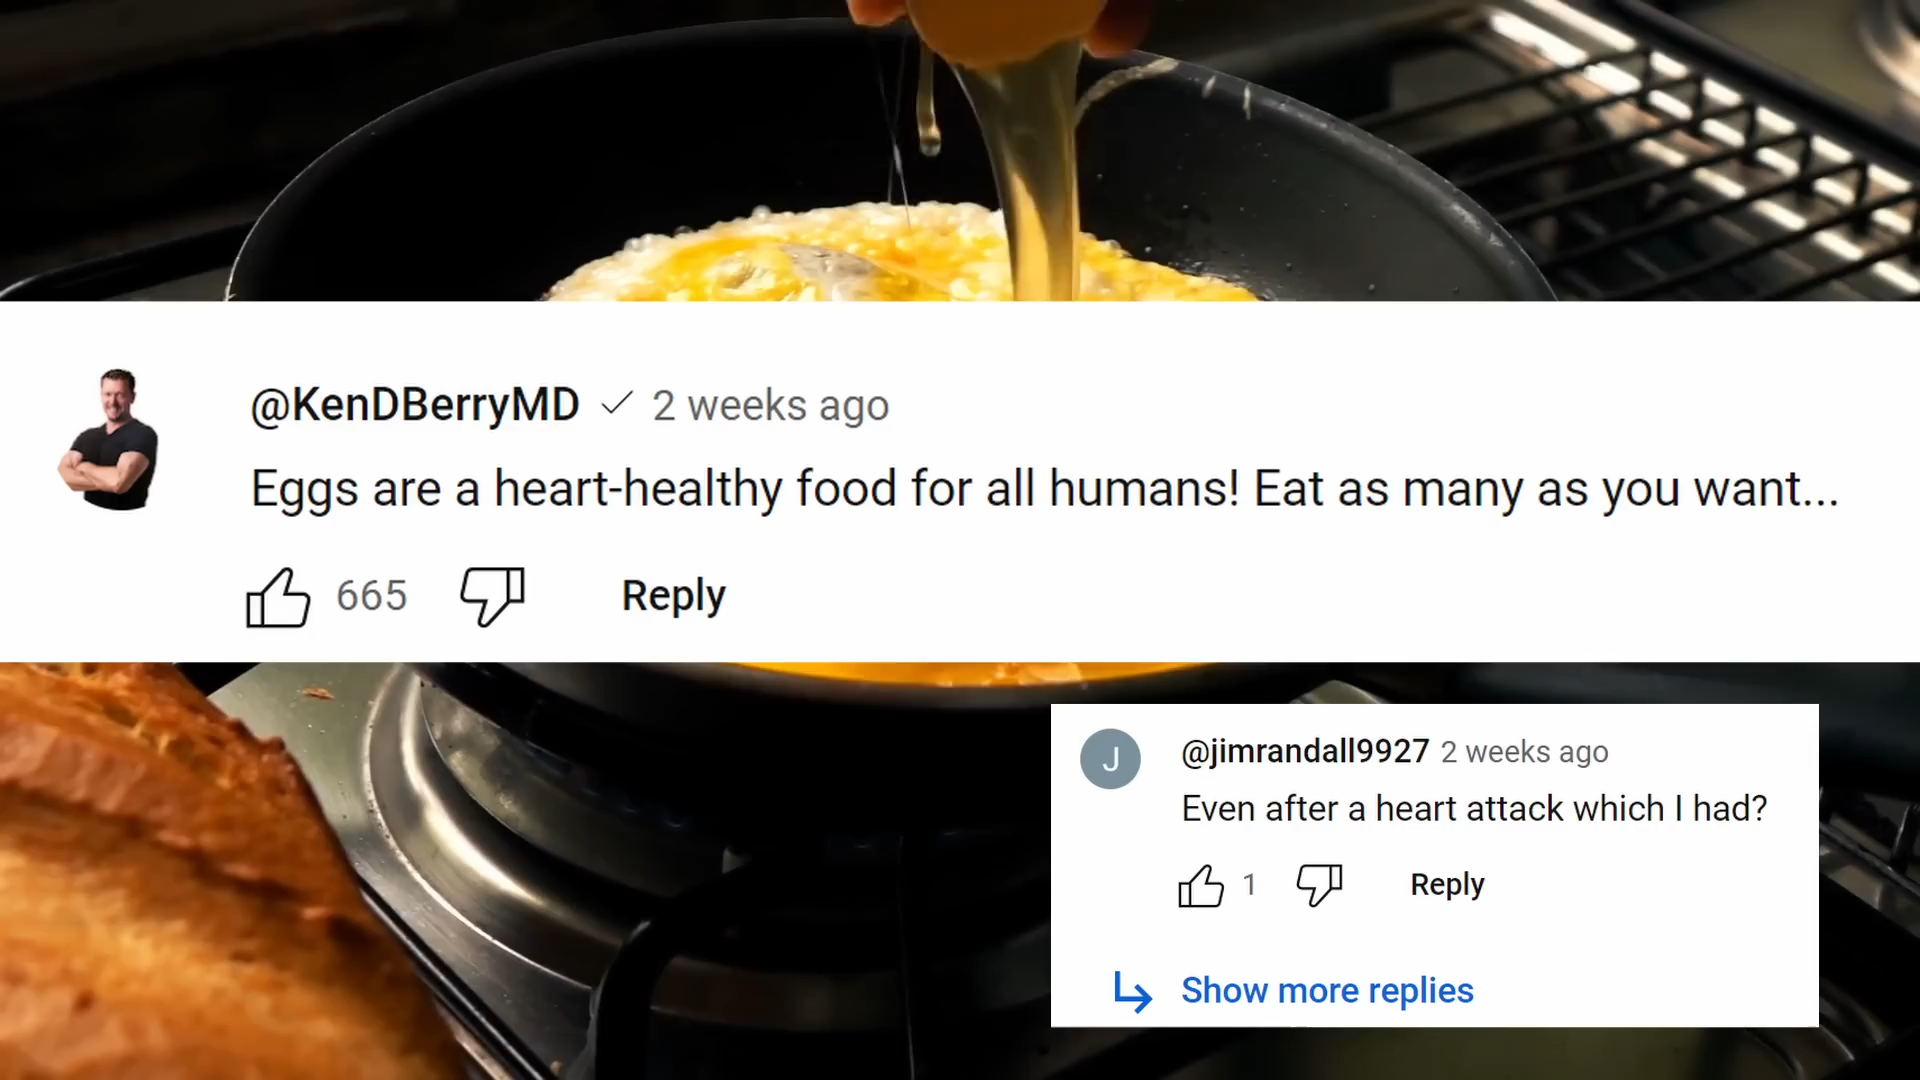 @KenDBerryMD 2 weeks ago
Eggs are a heart-healthy food for all humans! Eat as many as you want...
665 Reply
J
@jimrandall9927 2 weeks ago
Even after a heart attack which I had?
1 Reply
Show more replies